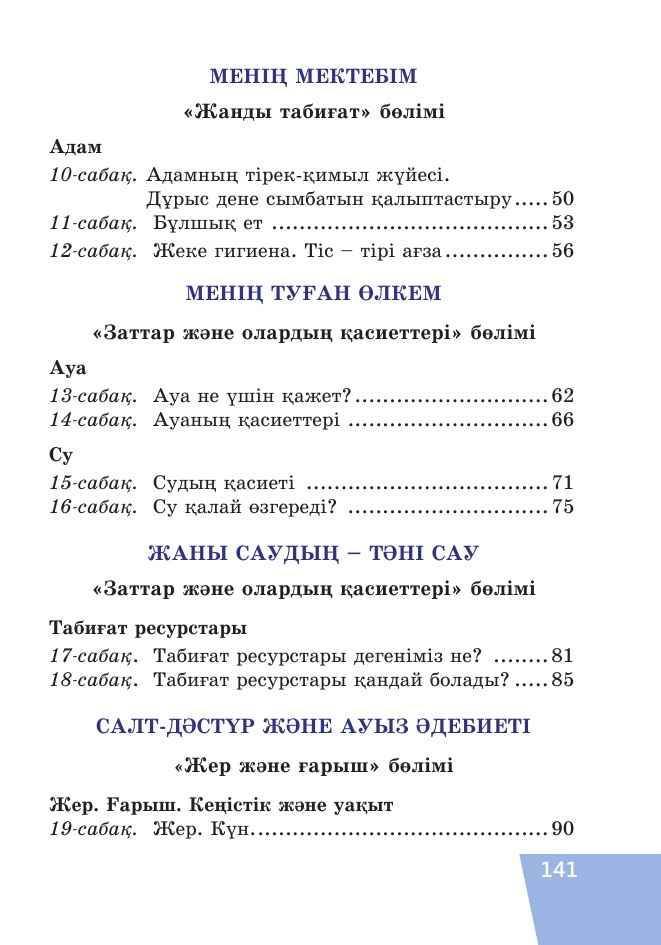 МЕНІҢ МЕКТЕБІМ
«Жанды табиғат» бөлімі
Адам
10-сабақ. Адамның тірек-қимыл жүйесі.
Дұрыс дене сымбатын қалыптастыру.....50
11-сабақ. Бұлшық ет ........................................53
12-сабақ. Жеке гигиена. Тіс – тірі ағза...............56
МЕНІҢ ТУҒАН ӨЛКЕМ
«Заттар және олардың қасиеттері» бөлімі
Ауа
13-сабақ. Ауа не үшін қажет?............................62
14-сабақ. Ауаның қасиеттері .............................66
Су
15-сабақ. Судың қасиеті ...................................71
16-сабақ. Су қалай өзгереді? .............................75
ЖАНЫ САУДЫҢ – ТӘНІ САУ
«Заттар және олардың қасиеттері» бөлімі
Табиғат ресурстары
17-сабақ. Табиғат ресурстары дегеніміз не? ........81
18-сабақ. Табиғат ресурстары қандай болады?.....85
САЛТ-ДӘСТҮР ЖӘНЕ АУЫЗ ӘДЕБИЕТІ
«Жер және ғарыш» бөлімі
Жер. Ғарыш. Кеңістік және уақыт
19-сабақ. Жер. Күн...........................................90
141